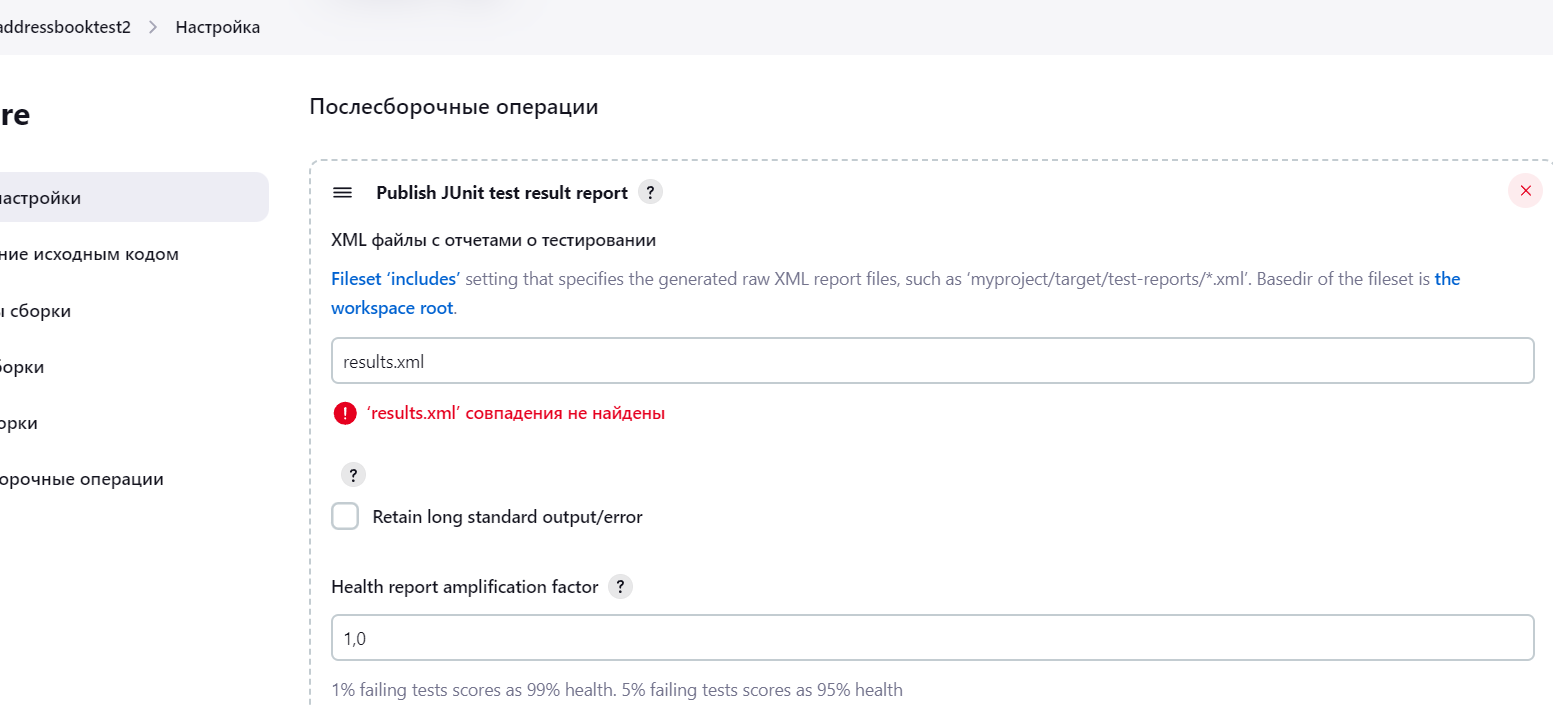 addressbooktest2 > Настройка
re
Послесборочные операции
настройки
Publish JUnit test result report ?
XML файлы с отчетами о тестировании
ние исходным кодом
Fileset ‘includes’ setting that specifies the generated raw XML report files, such as ‘myproject/target/test-reports/*.xml’. Basedir of the fileset is the
workspace root.
ы сборки
results.xml
борки
‘results.xml’ совпадения не найдены
орки
?
орочные операции
Retain long standard output/error
Health report amplification factor ?
1,0
1% failing tests scores as 99% health. 5% failing tests scores as 95% health